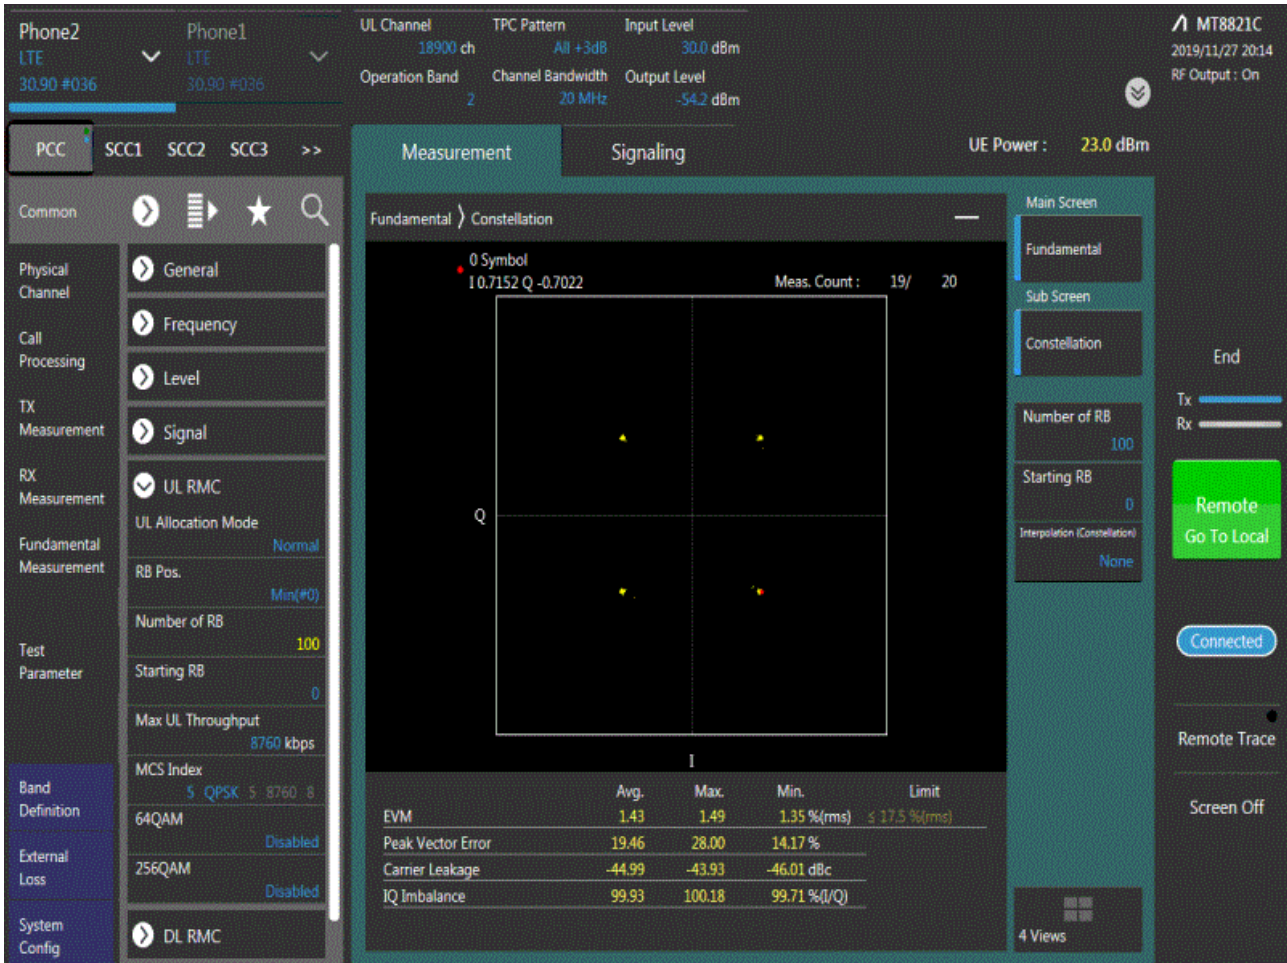 Phone2
LTE
30.90 #036
Phone1
LTE
30.90 #036
UL Channel
18900 ch
TPC Pattern
All +3dB
Input Level
30.0 dBm
Operation Band
2
Channel Bandwidth
20 MHz
Output Level
-54.2 dBm
MT8821C
2019/11/27 20:14
RF Output : On
PCC SCC1 SCC2 SCC3 >>
Measurement
Signaling
UE Power : 23.0 dBm
Common
Physical
Channel
Call
Processing
TX
Measurement
RX
Measurement
Fundamental
Measurement
Test
Parameter
Band
Definition
External
Loss
System
Config
General
Frequency
Level
Signal
UL RMC
UL Allocation Mode
Normal
RB Pos.
Min(#0)
Number of RB
100
Starting RB
0
Max UL Throughput
8760 kbps
MCS Index
5 QPSK 5 8760 8
64QAM
Disabled
256QAM
Disabled
DL RMC
Fundamental 〉 Constellation
0 Symbol
I 0.7152 Q -0.7022
Meas. Count : 19/ 20
Q
I
Avg. Max. Min. Limit
EVM 1.43 1.49 1.35 %(rms) ≤ 17.5 %(rms)
Peak Vector Error 19.46 28.00 14.17 %
Carrier Leakage -44.99 -43.93 -46.01 dBc
IQ Imbalance 99.93 100.18 99.71 %(I/Q)
Main Screen
Fundamental
Sub Screen
Constellation
Number of RB
100
Starting RB
0
Interpolation (Constellation)
None
4 Views
End
Tx
Rx
Remote
Go To Local
Connected
Remote Trace
Screen Off